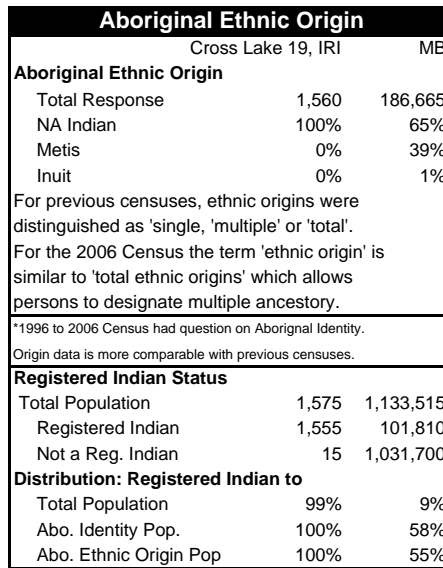 Aboriginal Ethnic Origin
Cross Lake 19, IRI MB
Aboriginal Ethnic Origin
Total Response 1,560 186,665
NA Indian 100% 65%
Metis 0% 39%
Inuit 0% 1%
For previous censuses, ethnic origins were
distinguished as 'single, 'multiple' or 'total'.
For the 2006 Census the term 'ethnic origin' is
similar to 'total ethnic origins' which allows
persons to designate multiple ancestory.
*1996 to 2006 Census had question on Aborignal Identity.
Origin data is more comparable with previous censuses.
Registered Indian Status
Total Population 1,575 1,133,515
Registered Indian 1,555 101,810
Not a Reg. Indian 15 1,031,700
Distribution: Registered Indian to
Total Population 99% 9%
Abo. Identity Pop. 100% 58%
Abo. Ethnic Origin Pop 100% 55%